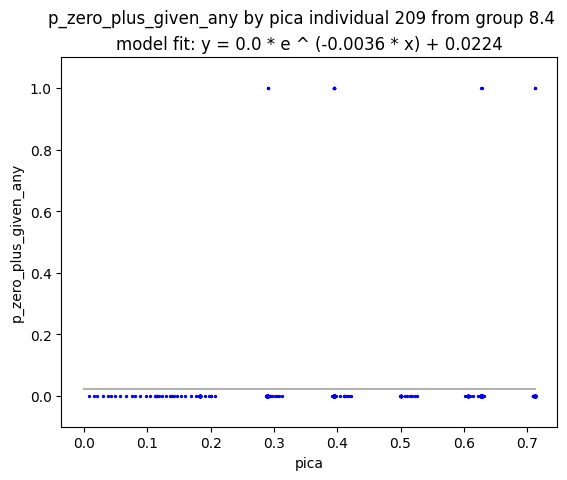 p_zero_plus_given_any by pica individual 209 from group 8.4
model fit: y = 0.0 * e ^ (-0.0036 * x) + 0.0224
1.0
0.8
0.6
0.4
0.2
0.0
p_zero_plus_given_any
0.0 0.1 0.2 0.3 0.4 0.5 0.6 0.7
pica